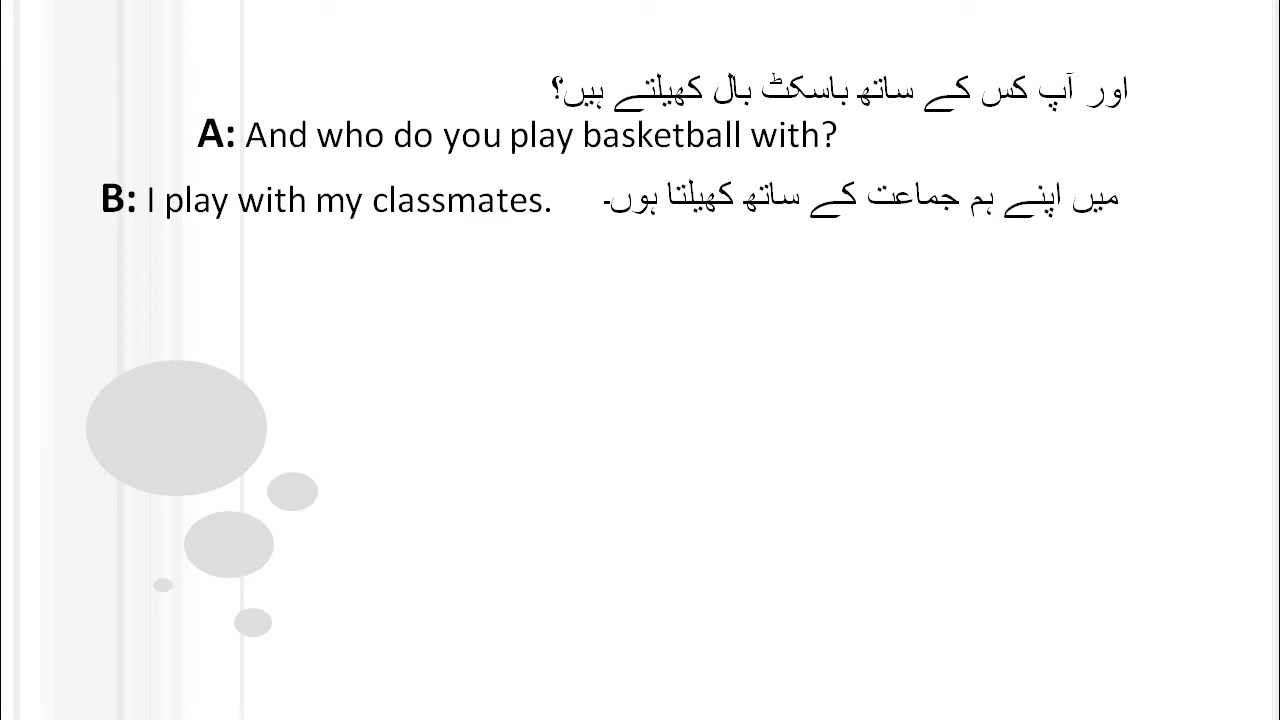 اور آپ کس کے ساتھ باسکٹ بال کھیلتے ہیں؟
A: And who do you play basketball with?
B: I play with my classmates. میں اپنے ہم جماعت کے ساتھ کھیلتا ہوں۔